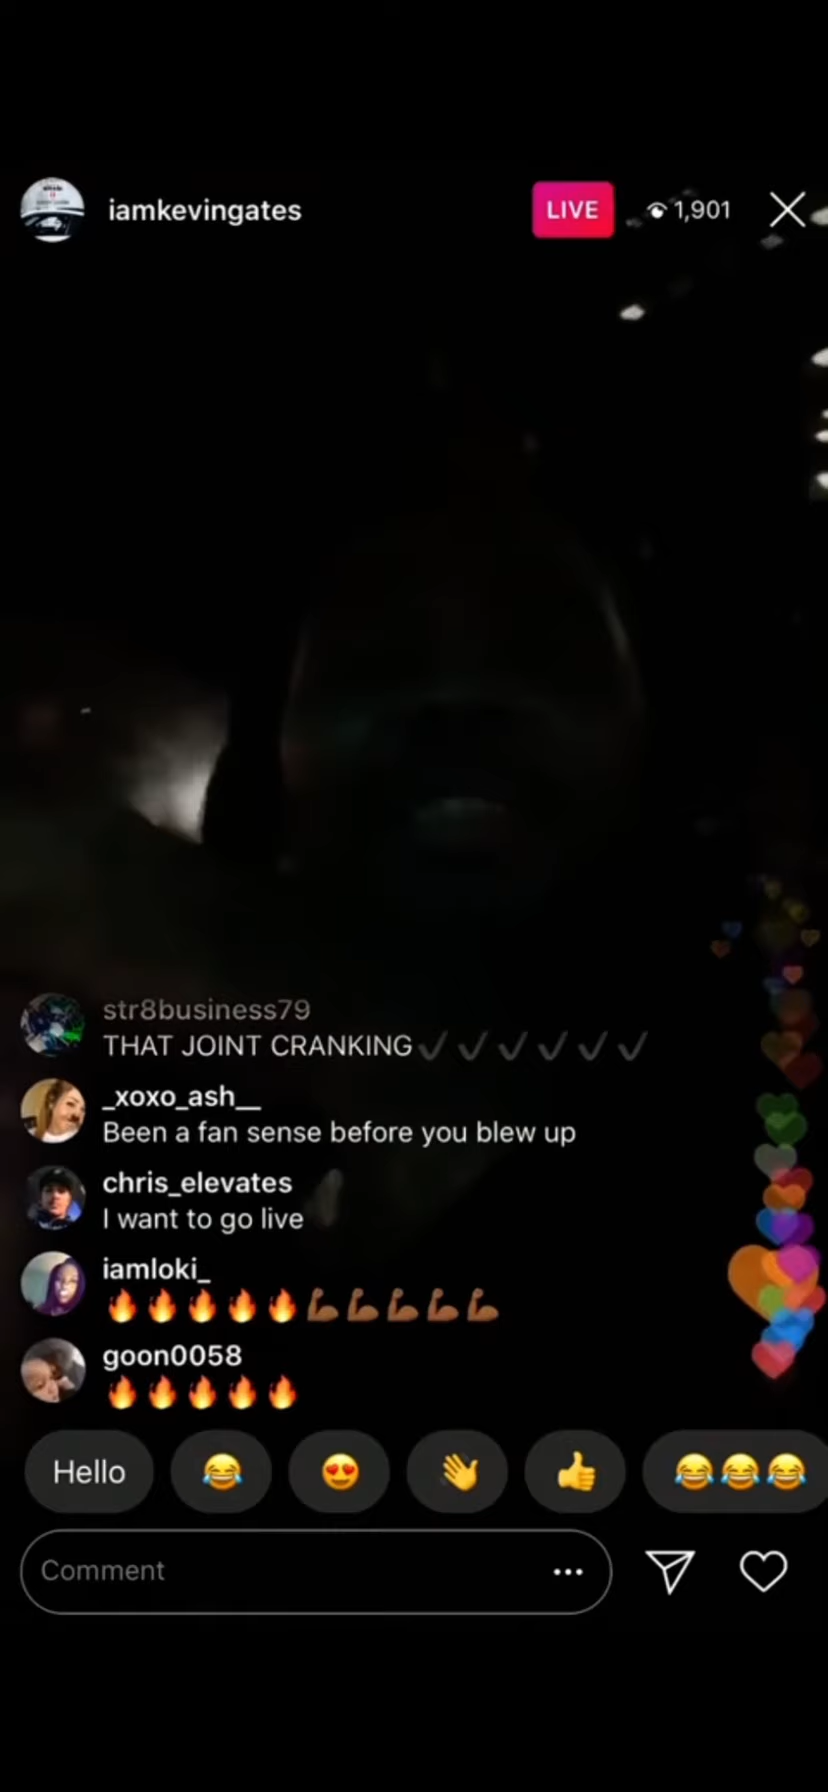 iamkevingates LIVE 1,901
str8business79
THAT JOINT CRANKING✓✓✓✓✓✓
_xoxo_ash__
Been a fan sense before you blew up
chris_elevates
I want to go live
iamloki_
🔥🔥🔥🔥🔥💪🏾💪🏾💪🏾💪🏾💪🏾
goon0058
🔥🔥🔥🔥🔥
Hello 😂 😍 👋 👍 😂😂😂
Comment